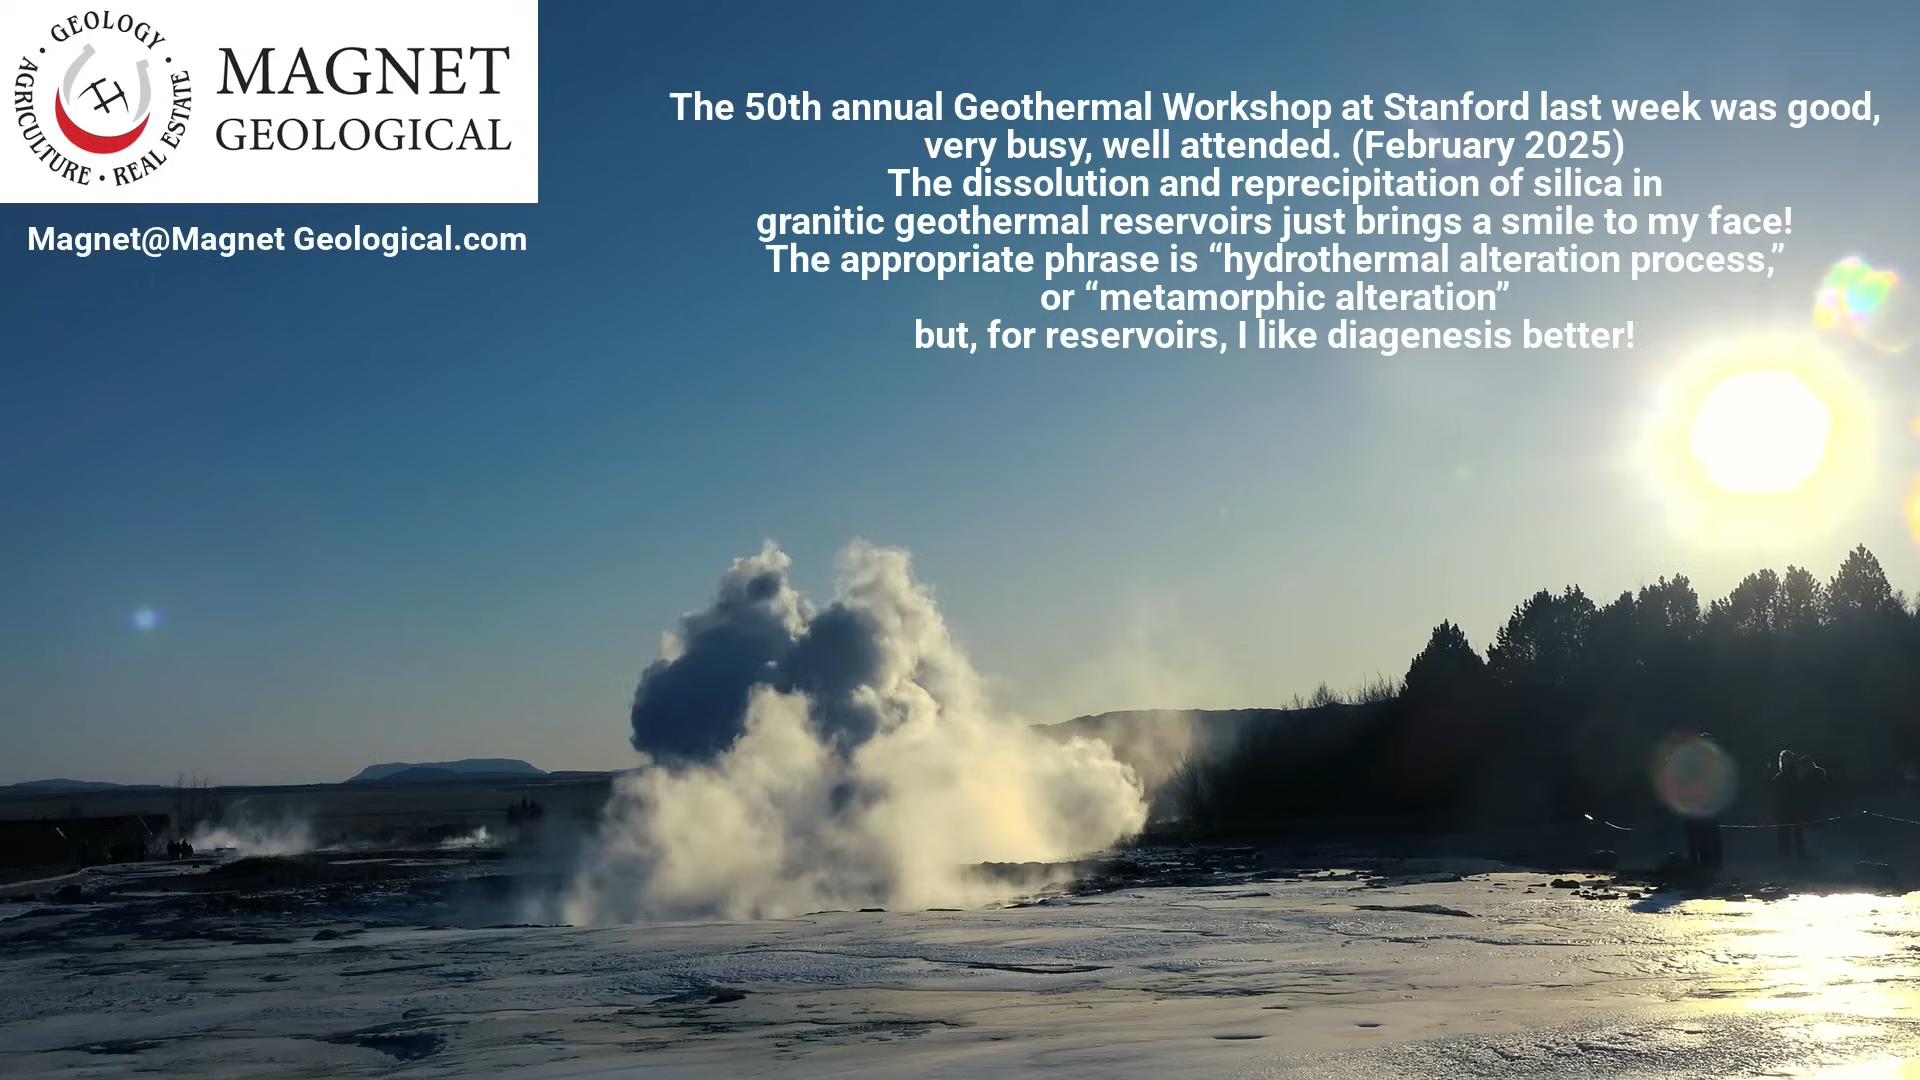 · GEOLOGY ·
AGRICULTURE · REAL ESTATE
MAGNET
GEOLOGICAL
Magnet@Magnet Geological.com
The 50th annual Geothermal Workshop at Stanford last week was good,
very busy, well attended. (February 2025)
The dissolution and reprecipitation of silica in
granitic geothermal reservoirs just brings a smile to my face!
The appropriate phrase is “hydrothermal alteration process,”
or “metamorphic alteration”
but, for reservoirs, I like diagenesis better!